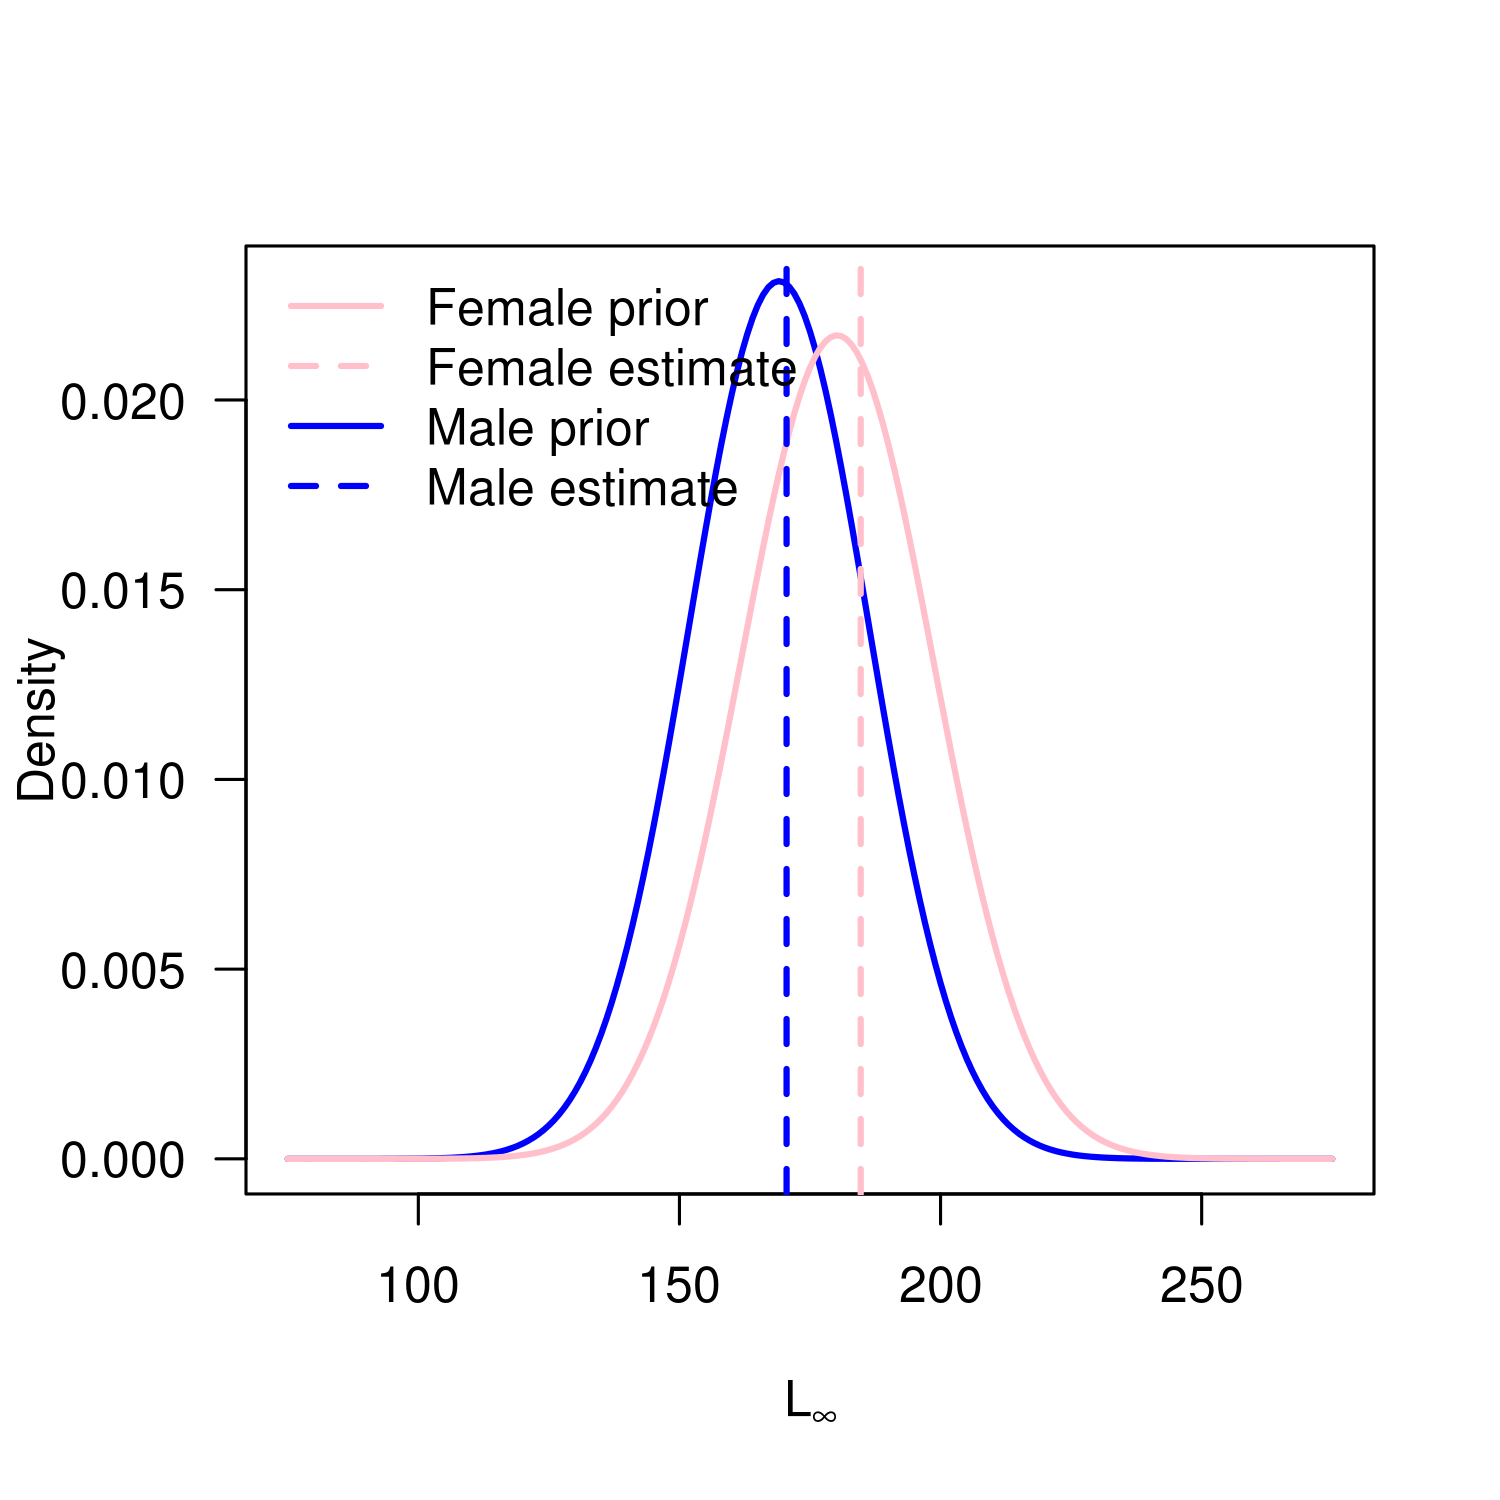 Female prior
Female estimate
Male prior
Male estimate
0.020
0.015
0.010
0.005
0.000
Density
100 150 200 250
L∞